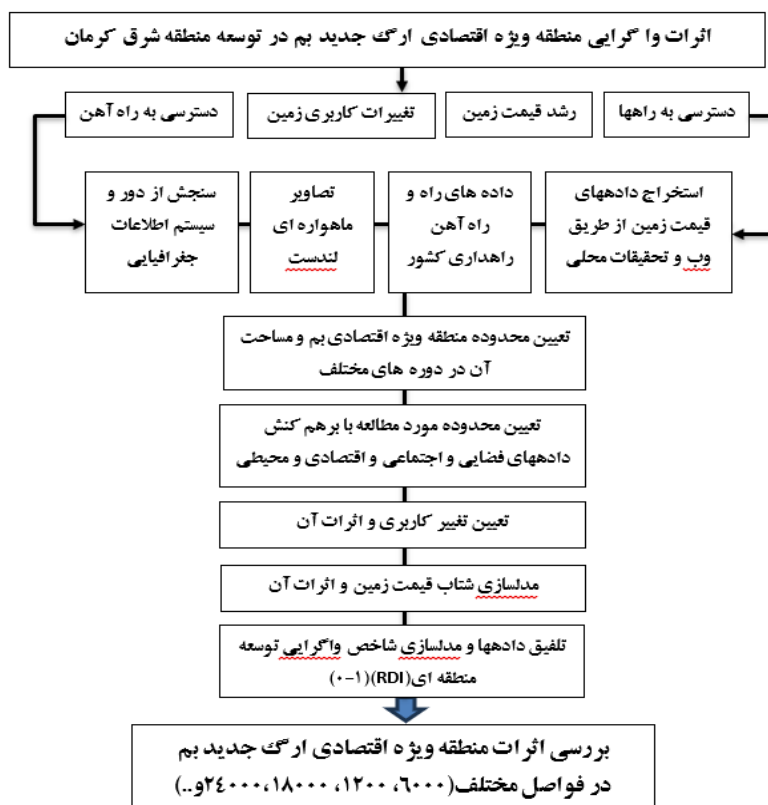 اثرات وا گرایی منطقه ویژه اقتصادی ارگ جدید بم در توسعه منطقه شرق کرمان
دسترسی به راهها
رشد قیمت زمین
تغییرات کاربری زمین
دسترسی به راه آهن
استخراج دادههای
قیمت زمین از طریق
وب و تحقیقات محلی
داده های راه و
راه آهن
راهداری کشور
تصاویر
ماهواره ای
لندست
سنجش از دور و
سیستم اطلاعات
جغرافیایی
تعیین محدوده منطقه ویژه اقتصادی بم و مساحت
آن در دوره های مختلف
تعیین محدوده مورد مطالعه با برهم کنش
دادههای فضایی و اجتماعی و اقتصادی و محیطی
تعیین تغییر کاربری و اثرات آن
مدلسازی شتاب قیمت زمین و اثرات آن
تلفیق دادهها و مدلسازی شاخص واگرایی توسعه
منطقه ای(RDI)(۰-۱)
بررسی اثرات منطقه ویژه اقتصادی ارگ جدید بم
در فواصل مختلف(۶۰۰۰، ۱۲۰۰، ۱۸۰۰۰،۲۴۰۰۰و..)